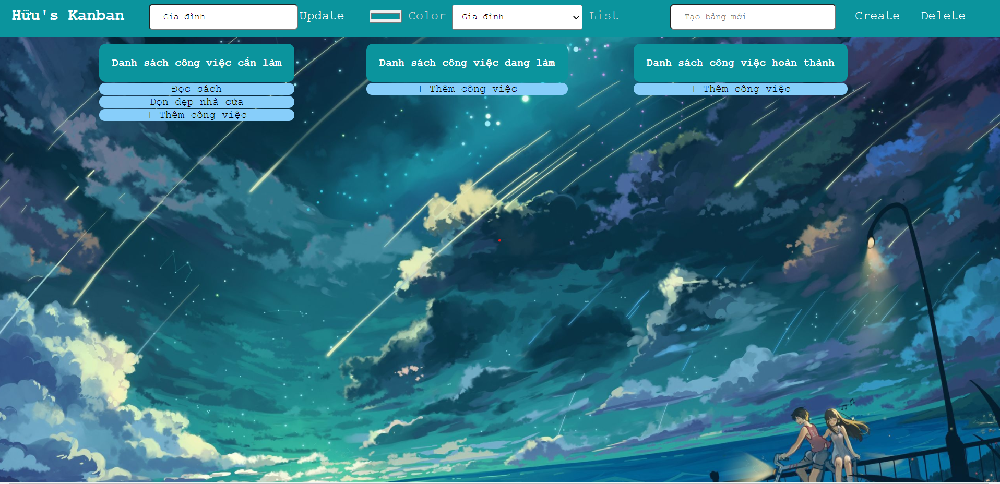 Hữu's Kanban
Gia đình
Update
Color
Gia đình
List
Tạo bảng mới
Create
Delete
Danh sách công việc cần làm
Đọc sách
Dọn dẹp nhà cửa
+ Thêm công việc
Danh sách công việc đang làm
+ Thêm công việc
Danh sách công việc hoàn thành
+ Thêm công việc